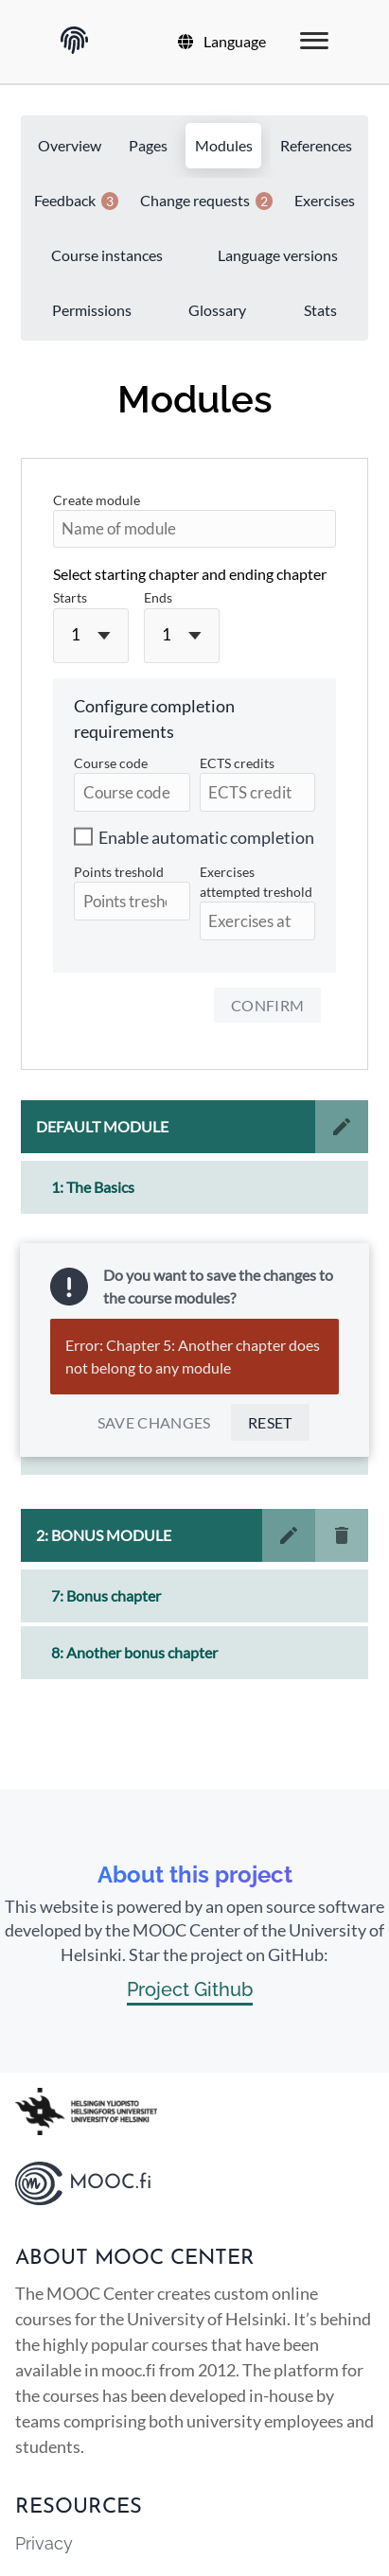 Language
Overview Pages Modules References
Feedback 3 Change requests 2 Exercises
Course instances Language versions
Permissions Glossary Stats
Modules
Create module
Name of module
Select starting chapter and ending chapter
Starts Ends
1 1
Configure completion
requirements
Course code ECTS credits
Course code ECTS credit
Enable automatic completion
Points treshold Exercises
attempted treshold
Points tresho Exercises at
CONFIRM
DEFAULT MODULE
1: The Basics
Do you want to save the changes to
the course modules?
Error: Chapter 5: Another chapter does
not belong to any module
SAVE CHANGES RESET
2: BONUS MODULE
7: Bonus chapter
8: Another bonus chapter
About this project
This website is powered by an open source software
developed by the MOOC Center of the University of
Helsinki. Star the project on GitHub:
Project Github
HELSINGIN YLIOPISTO
HELSINGFORS UNIVERSITET
UNIVERSITY OF HELSINKI
MOOC.fi
ABOUT MOOC CENTER
The MOOC Center creates custom online
courses for the University of Helsinki. It’s behind
the highly popular courses that have been
available in mooc.fi from 2012. The platform for
the courses has been developed in-house by
teams comprising both university employees and
students.
RESOURCES
Privacy